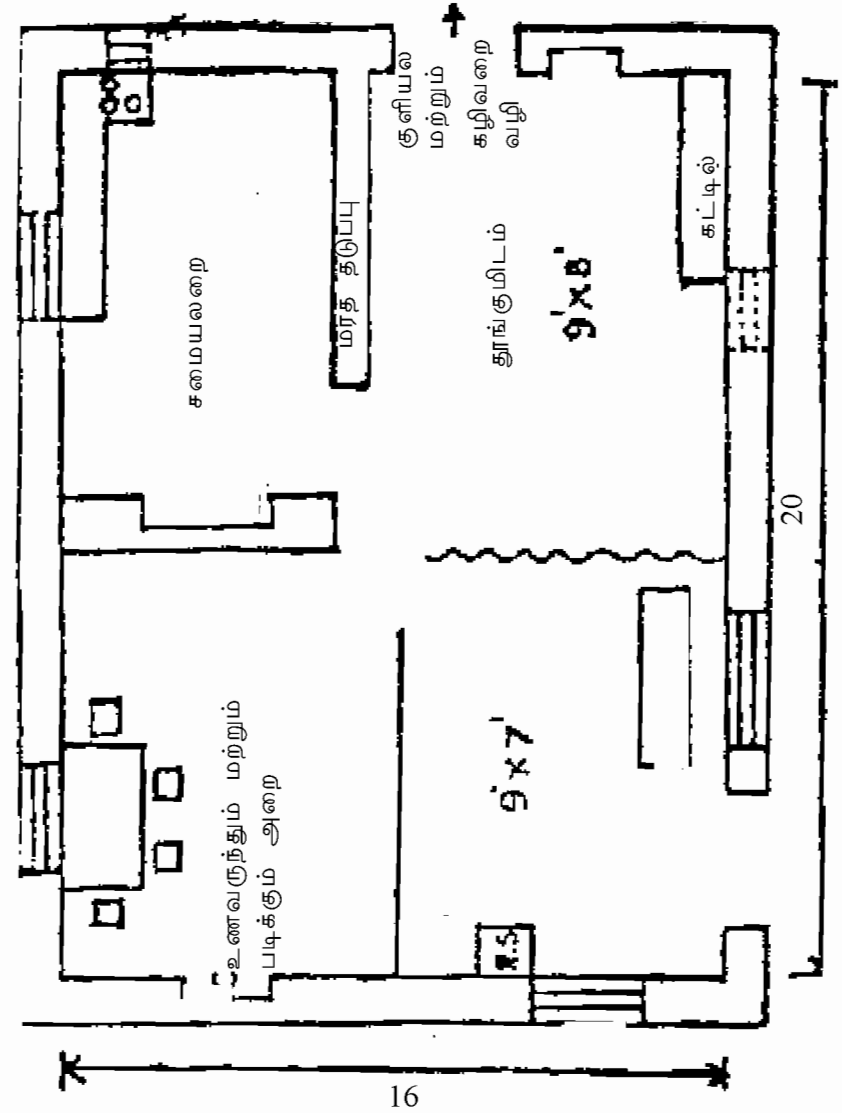 குளியல
மற்றும்
கழிவறை
வழி
கட்டில்
மரத தடுப்பு
தூங்குமிடம்
9'x8'
சமையலறை
20
9'x7'
உணவருந்தும் மற்றும்
படிக்கும் அறை
16